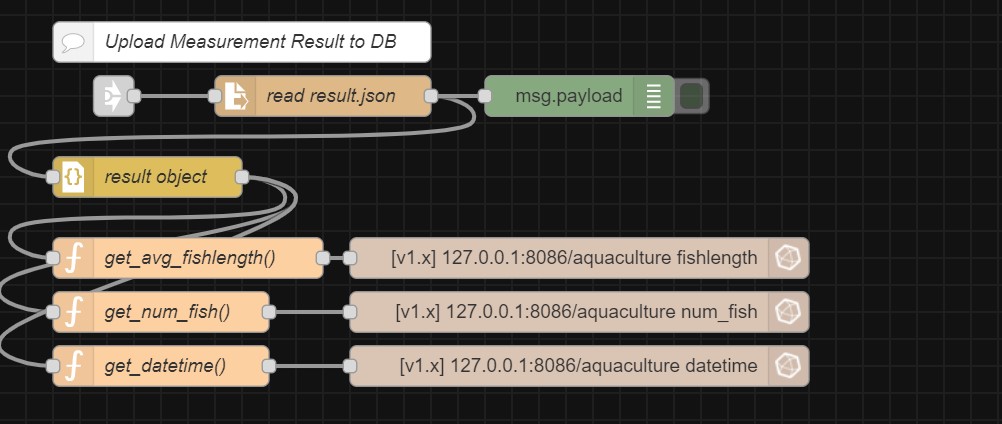 Upload Measurement Result to DB
read result.json
msg.payload
result object
get_avg_fishlength()
[v1.x] 127.0.0.1:8086/aquaculture fishlength
get_num_fish()
[v1.x] 127.0.0.1:8086/aquaculture num_fish
get_datetime()
[v1.x] 127.0.0.1:8086/aquaculture datetime